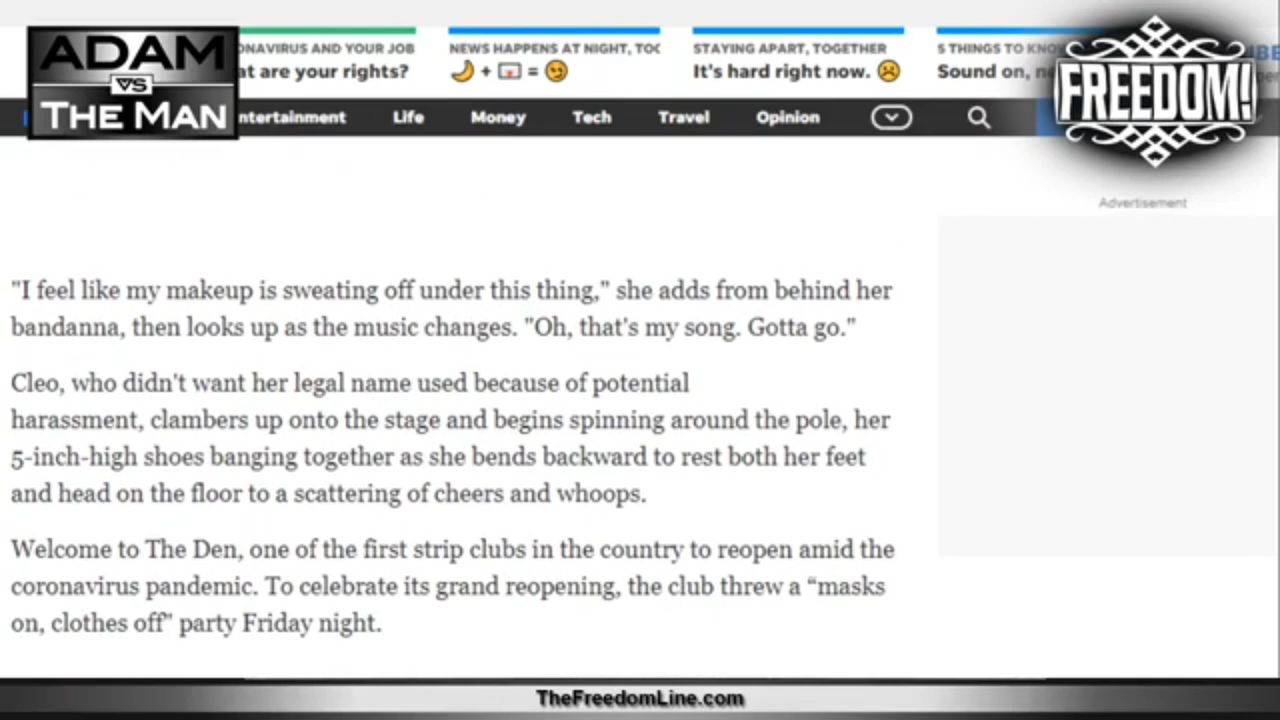 ADAM
VS
THE MAN
ONAVIRUS AND YOUR JOB
at are your rights?
NEWS HAPPENS AT NIGHT, TOO
🌙 + 💌 = 😉
STAYING APART, TOGETHER
It's hard right now. ☹️
5 THINGS TO KNOW
Sound on,
FREEDOM!
ntertainment Life Money Tech Travel Opinion
Advertisement
"I feel like my makeup is sweating off under this thing," she adds from behind her
bandanna, then looks up as the music changes. "Oh, that's my song. Gotta go."
Cleo, who didn't want her legal name used because of potential
harassment, clambers up onto the stage and begins spinning around the pole, her
5-inch-high shoes banging together as she bends backward to rest both her feet
and head on the floor to a scattering of cheers and whoops.
Welcome to The Den, one of the first strip clubs in the country to reopen amid the
coronavirus pandemic. To celebrate its grand reopening, the club threw a “masks
on, clothes off" party Friday night.
TheFreedomLine.com